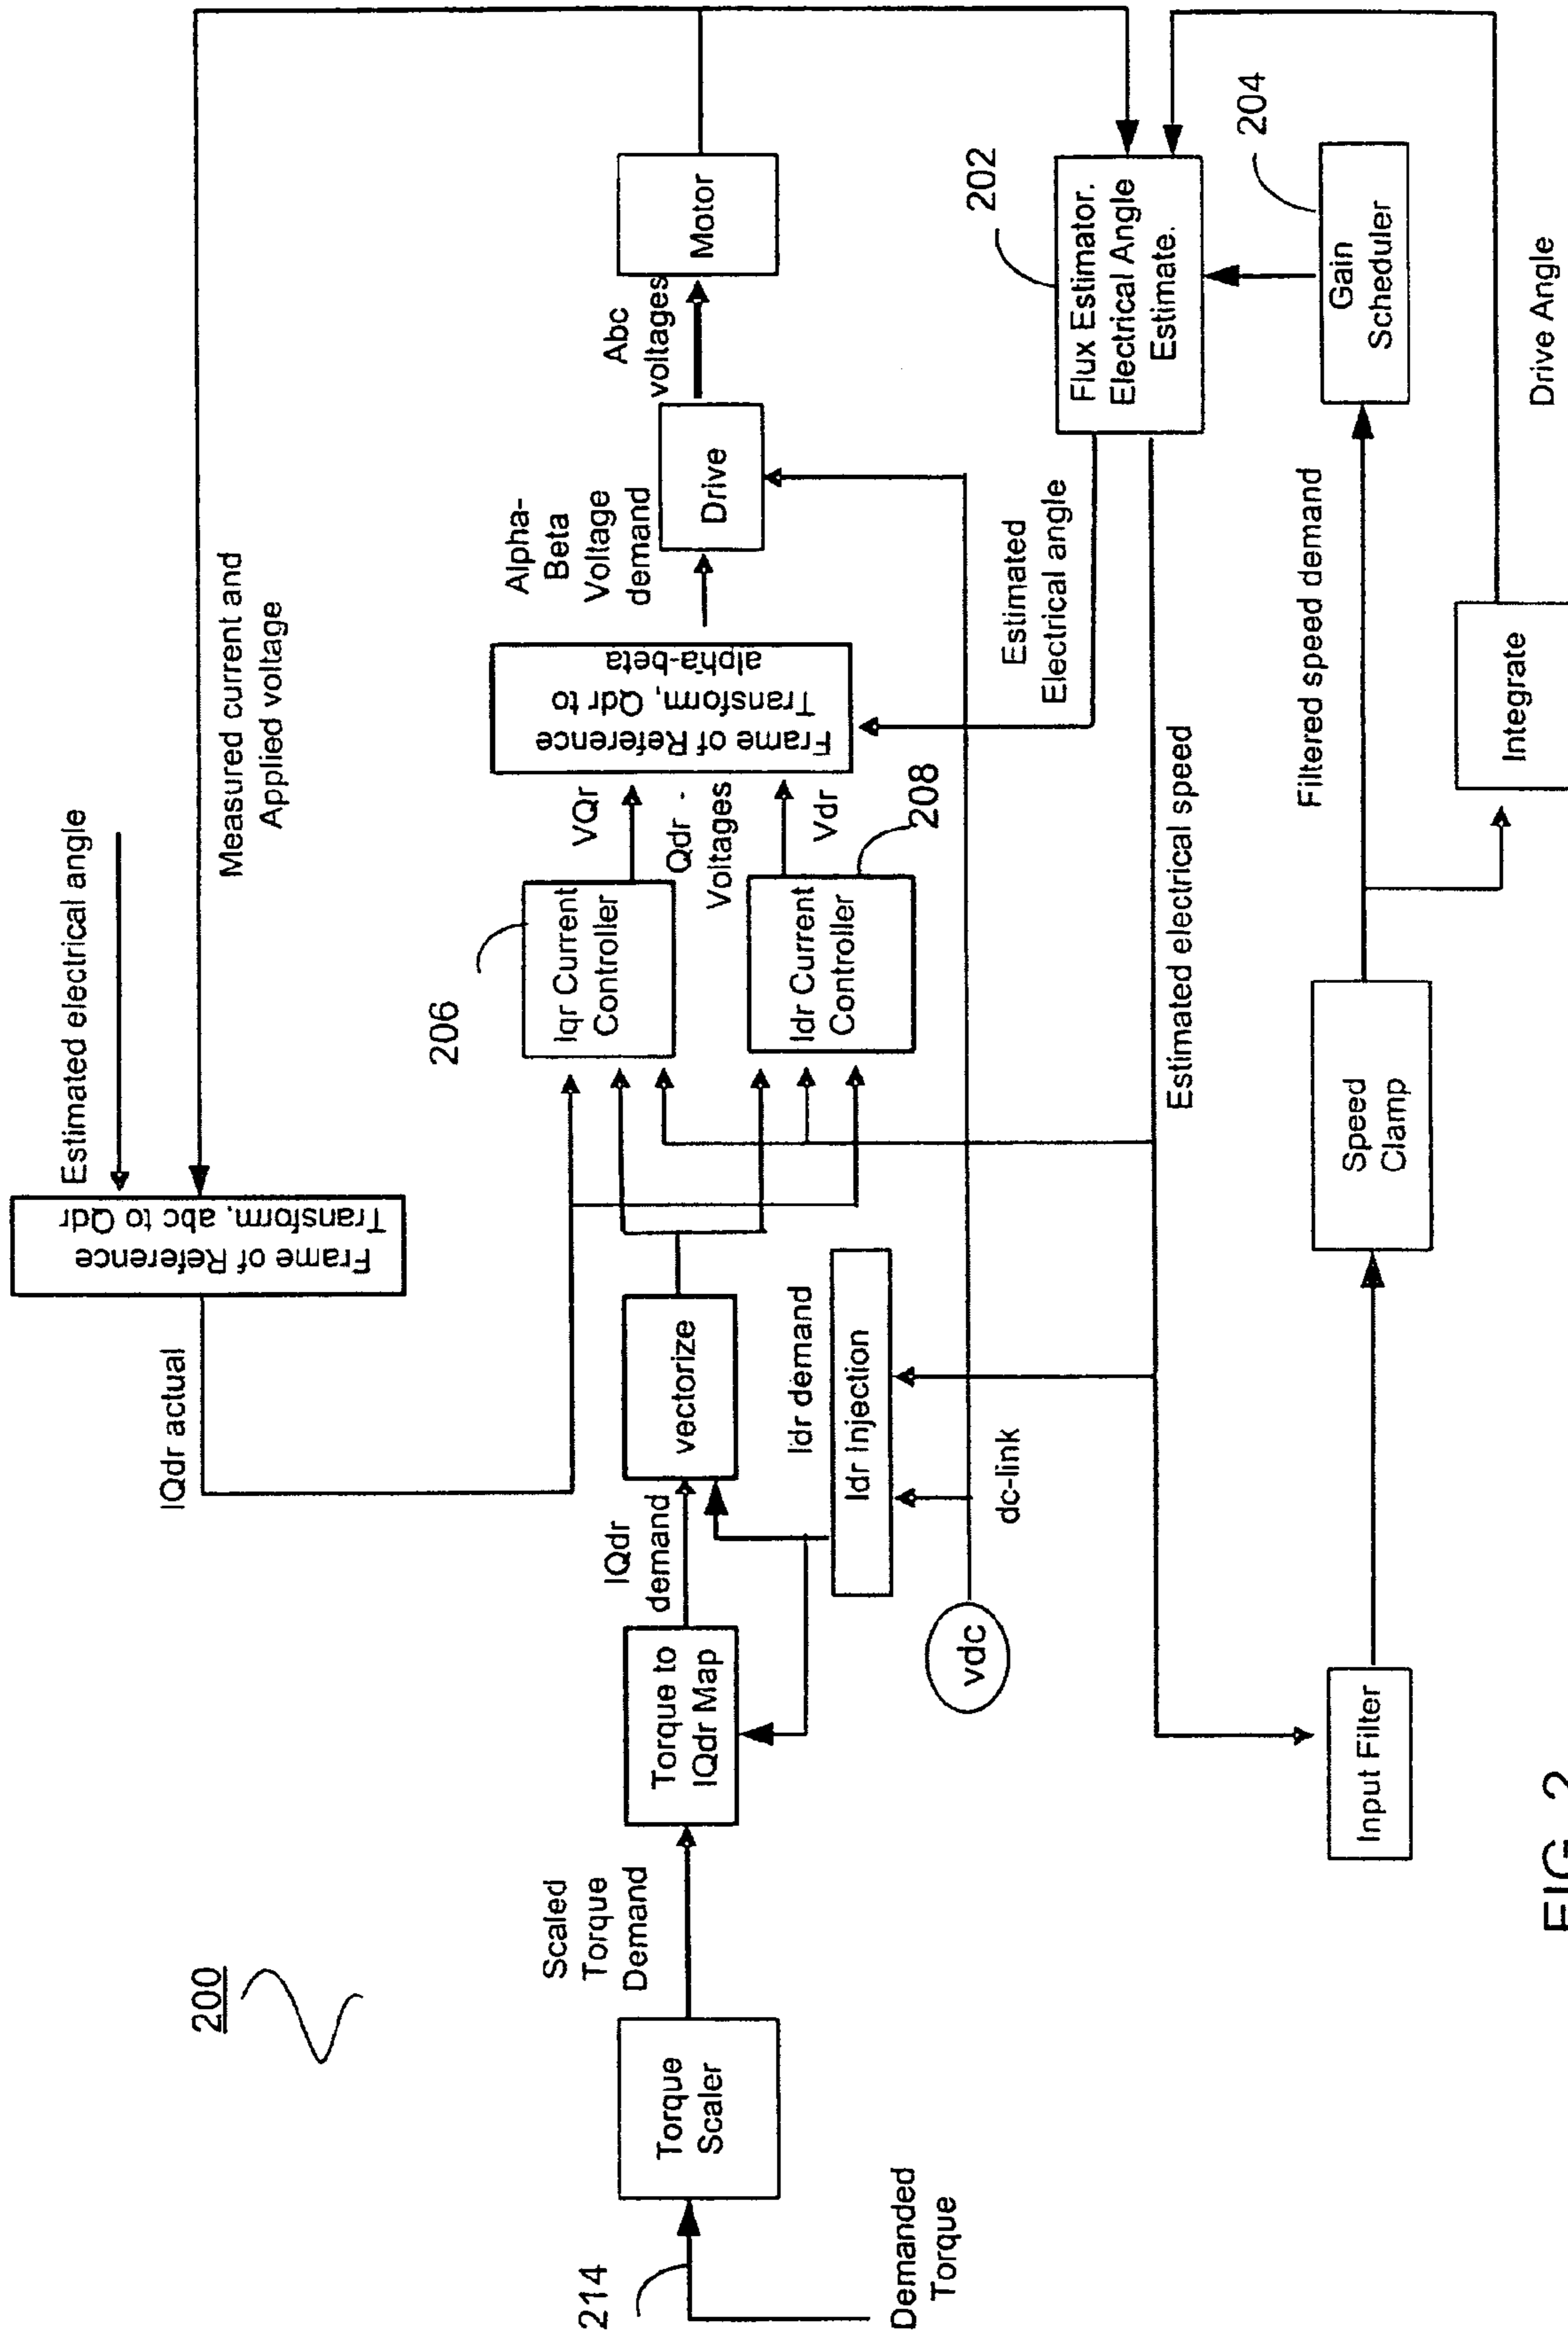 200
214
Demanded
Torque
Torque
Scaler
Scaled
Torque
Demand
Torque to
IQdr Map
IQdr
demand
vectorize
Idr demand
Idr Injection
dc-link
vdc
IQdr actual
Frame of Reference
Transform, abc to Qdr
Estimated electrical angle
Measured current and
Applied voltage
206
Iqr Current
Controller
Idr Current
Controller
208
VQr
Qdr -
Voltages
Vdr
Frame of Reference
Transform, Qdr to
alpha-beta
Alpha-
Beta
Voltage
demand
Drive
Abc
voltages
Motor
Estimated
Electrical angle
202
Flux Estimator.
Electrical Angle
Estimate.
204
Gain
Scheduler
Estimated electrical speed
Input Filter
Speed
Clamp
Filtered speed demand
Integrate
Drive Angle
FIG. 2